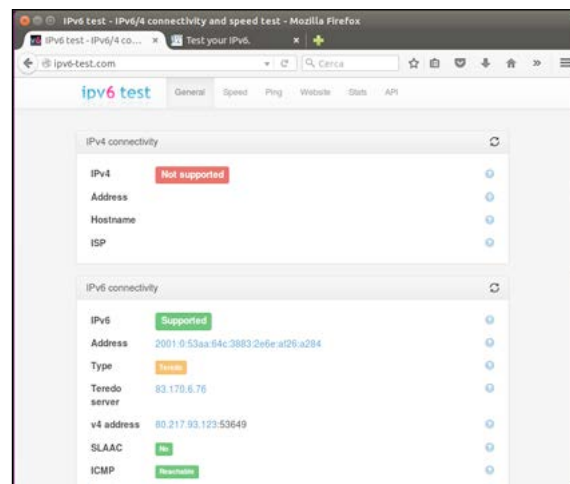 IPv6 test - IPv6/4 connectivity and speed test - Mozilla Firefox
IPv6 test - IPv6/4 co... × Test your IPv6. ×
ipv6-test.com Cerca
ipv6 test General Speed Ping Website Stats API
IPv4 connectivity
IPv4 Not supported
Address
Hostname
ISP
IPv6 connectivity
IPv6 Supported
Address 2001:0:53aa:64c:3883:2e6e:af26:a284
Type Teredo
Teredo server 83.170.6.76
v4 address 80.217.93.123:53649
SLAAC No
ICMP Reachable